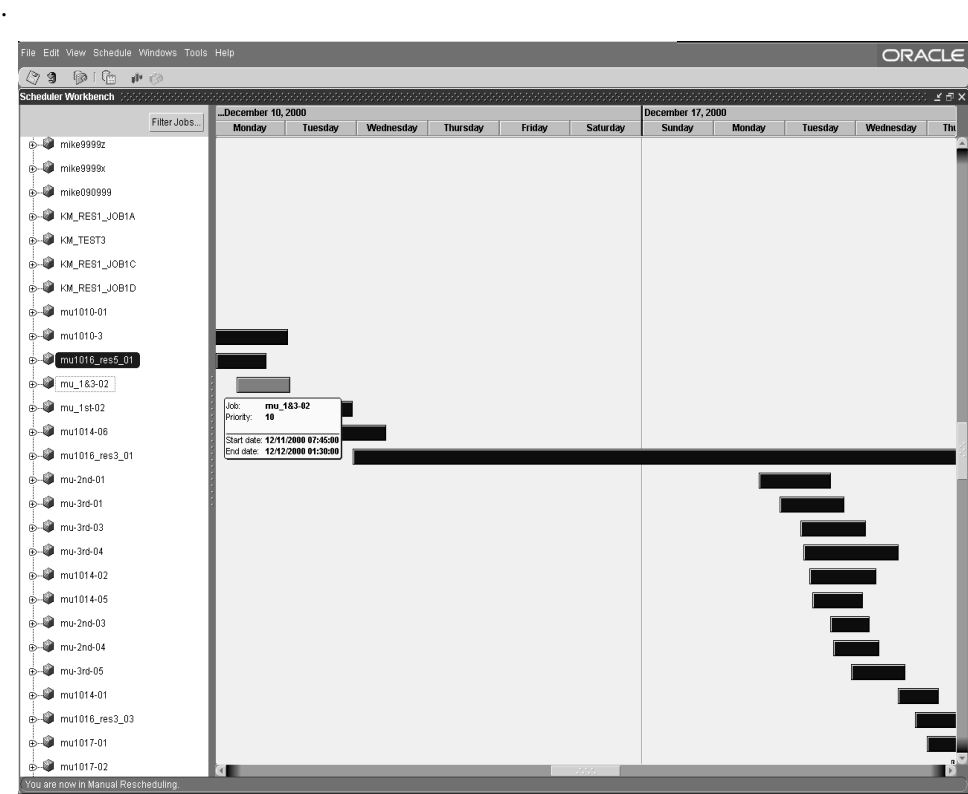 .
File Edit View Schedule Windows Tools Help
ORACLE
Scheduler Workbench
Filter Jobs...
...December 10, 2000 December 17, 2000
Monday Tuesday Wednesday Thursday Friday Saturday Sunday Monday Tuesday Wednesday Thu
mike9999z
mike9999x
mike090999
KM_RES1_JOB1A
KM_TEST3
KM_RES1_JOB1C
KM_RES1_JOB1D
mu1010-01
mu1010-3
mu1016_res5_01
mu_1&3-02
mu_1st-02
Job: mu_1&3-02
Priority: 10
Start date: 12/11/2000 07:45:00
End date: 12/12/2000 01:30:00
mu1014-06
mu1016_res3_01
mu-2nd-01
mu-3rd-01
mu-3rd-03
mu-3rd-04
mu1014-02
mu1014-05
mu-2nd-03
mu-2nd-04
mu-3rd-05
mu1014-01
mu1016_res3_03
mu1017-01
mu1017-02
You are now in Manual Rescheduling.